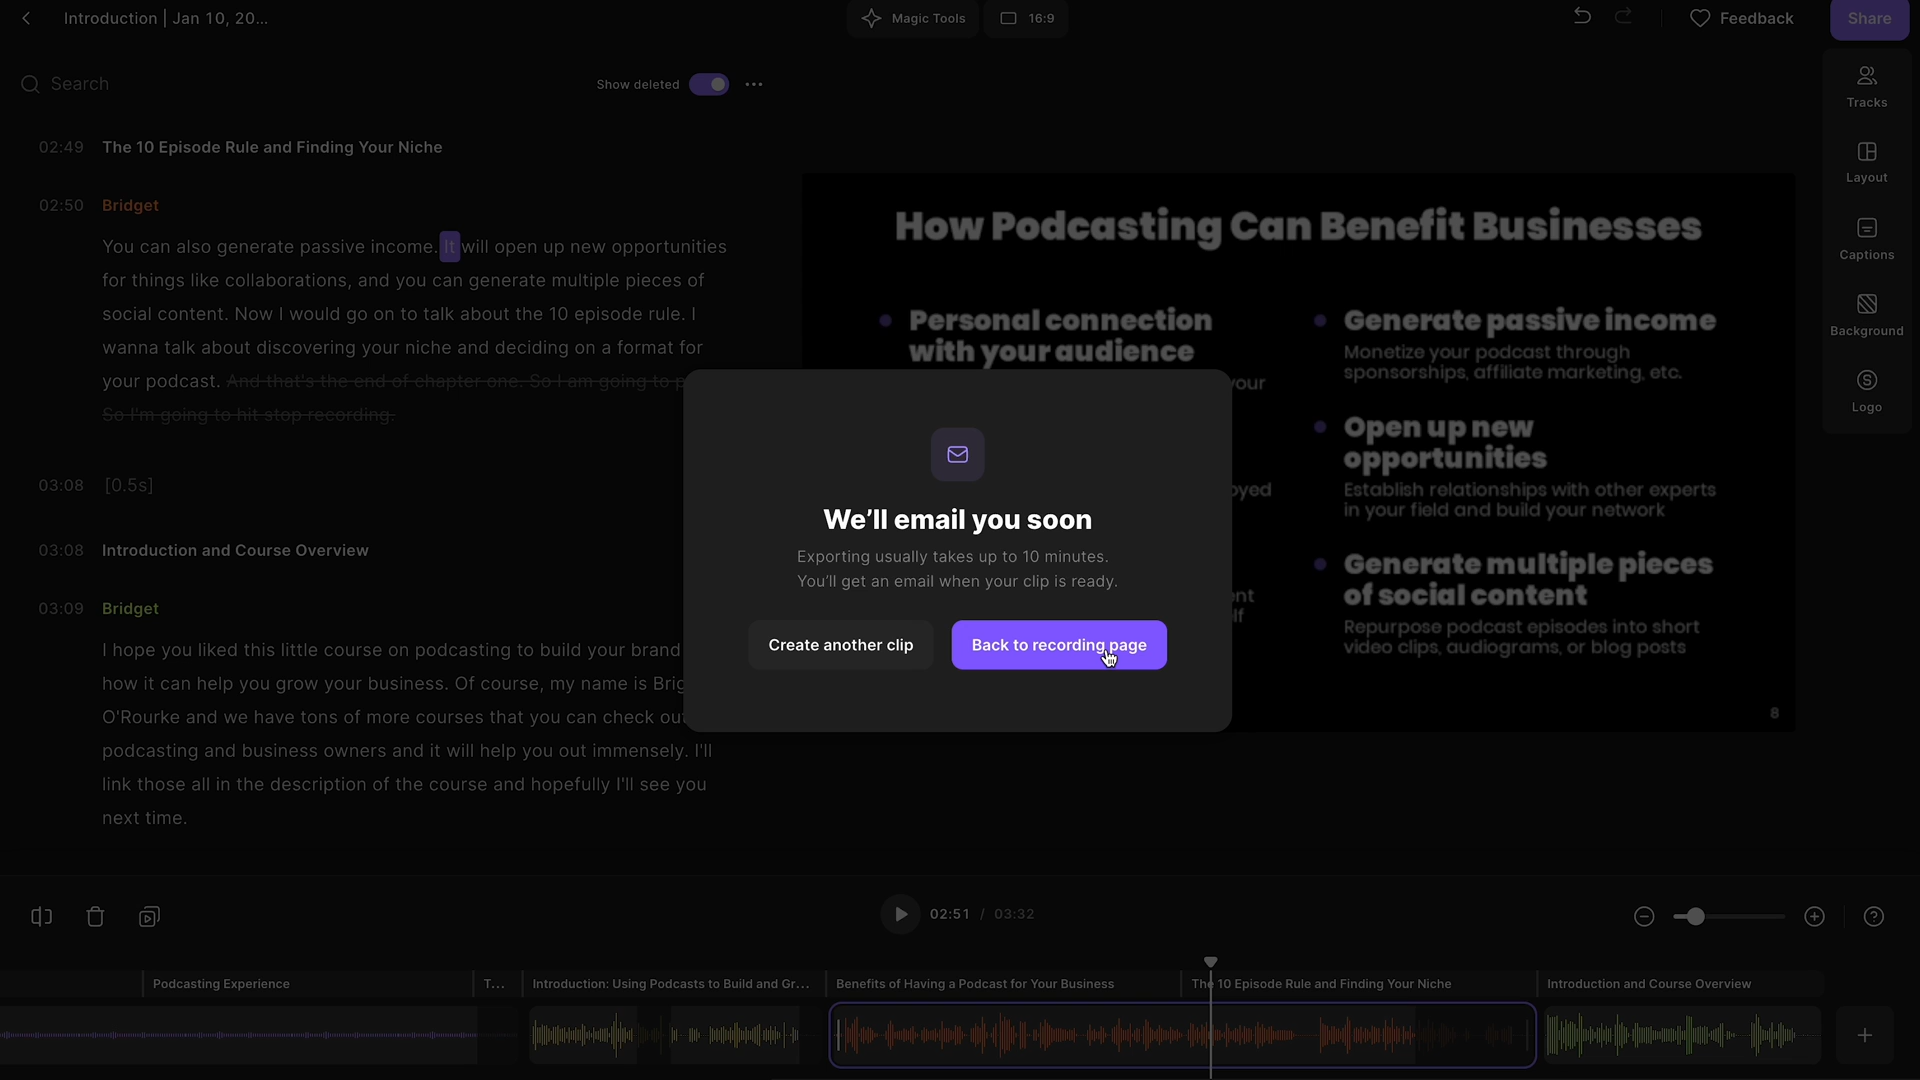 Introduction | Jan 10, 20...
Magic Tools
16:9
Feedback
Share
Search
Show deleted
Tracks
Layout
Captions
Background
Logo
02:49 The 10 Episode Rule and Finding Your Niche
02:50 Bridget
You can also generate passive income. It will open up new opportunities
for things like collaborations, and you can generate multiple pieces of
social content. Now I would go on to talk about the 10 episode rule. I
wanna talk about discovering your niche and deciding on a format for
your podcast. And that's the end of chapter one. So I am going to p
So I'm going to hit stop recording.
03:08 [0.5s]
03:08 Introduction and Course Overview
03:09 Bridget
I hope you liked this little course on podcasting to build your brand
how it can help you grow your business. Of course, my name is Brig
O'Rourke and we have tons of more courses that you can check out
podcasting and business owners and it will help you out immensely. I'll
link those all in the description of the course and hopefully I'll see you
next time.
How Podcasting Can Benefit Businesses
Personal connection
with your audience
your
oyed
nt
lf
Generate passive income
Monetize your podcast through
sponsorships, affiliate marketing, etc.
Open up new
opportunities
Establish relationships with other experts
in your field and build your network
Generate multiple pieces
of social content
Repurpose podcast episodes into short
video clips, audiograms, or blog posts
8
We'll email you soon
Exporting usually takes up to 10 minutes.
You'll get an email when your clip is ready.
Create another clip
Back to recording page
02:51 / 03:32
Podcasting Experience
T...
Introduction: Using Podcasts to Build and Gr...
Benefits of Having a Podcast for Your Business
The 10 Episode Rule and Finding Your Niche
Introduction and Course Overview